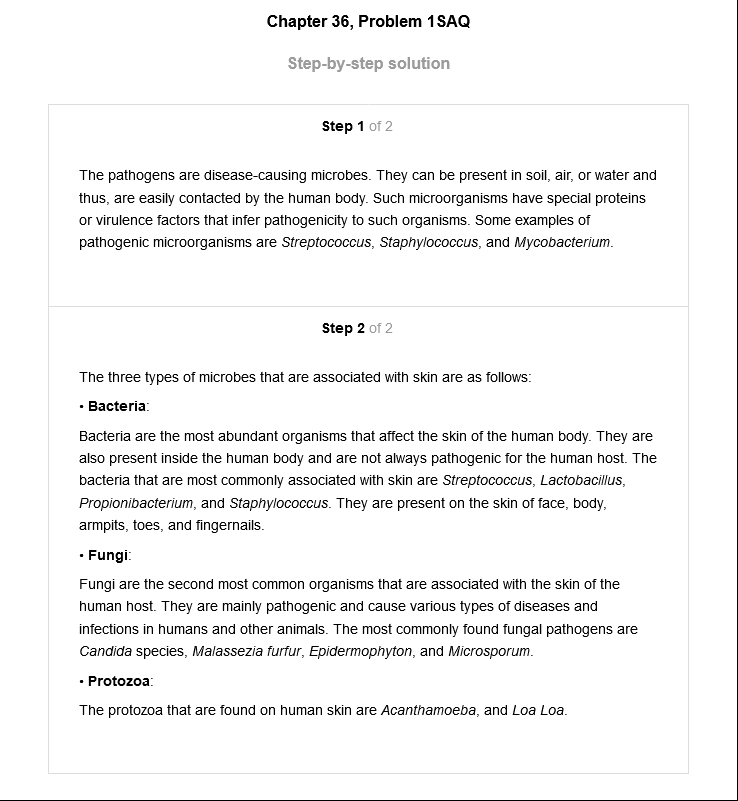 Chapter 36, Problem 1SAQ
Step-by-step solution
Step 1 of 2
The pathogens are disease-causing microbes. They can be present in soil, air, or water and
thus, are easily contacted by the human body. Such microorganisms have special proteins
or virulence factors that infer pathogenicity to such organisms. Some examples of
pathogenic microorganisms are Streptococcus, Staphylococcus, and Mycobacterium.
Step 2 of 2
The three types of microbes that are associated with skin are as follows:
• Bacteria:
Bacteria are the most abundant organisms that affect the skin of the human body. They are
also present inside the human body and are not always pathogenic for the human host. The
bacteria that are most commonly associated with skin are Streptococcus, Lactobacillus,
Propionibacterium, and Staphylococcus. They are present on the skin of face, body,
armpits, toes, and fingernails.
• Fungi:
Fungi are the second most common organisms that are associated with the skin of the
human host. They are mainly pathogenic and cause various types of diseases and
infections in humans and other animals. The most commonly found fungal pathogens are
Candida species, Malassezia furfur, Epidermophyton, and Microsporum.
• Protozoa:
The protozoa that are found on human skin are Acanthamoeba, and Loa Loa.